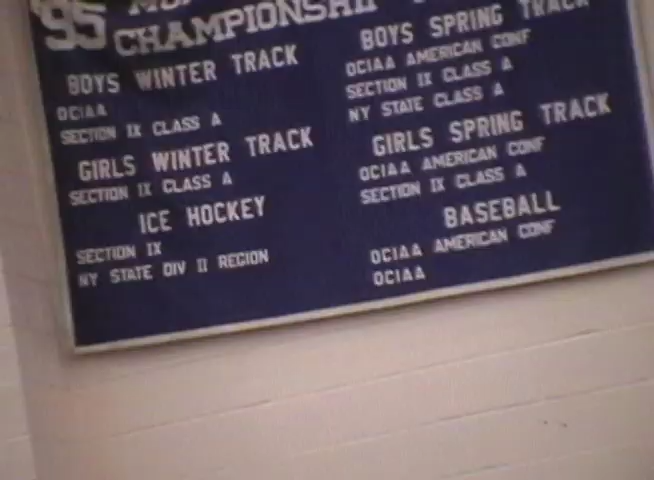 '95
CHAMPIONSHIP
BOYS WINTER TRACK
OCIAA
SECTION IX CLASS A
GIRLS WINTER TRACK
SECTION IX CLASS A
ICE HOCKEY
SECTION IX
NY STATE DIV II REGION
BOYS SPRING TRACK
OCIAA AMERICAN CONF
SECTION IX CLASS A
NY STATE CLASS A
GIRLS SPRING TRACK
OCIAA AMERICAN CONF
SECTION IX CLASS A
BASEBALL
OCIAA AMERICAN CONF
OCIAA